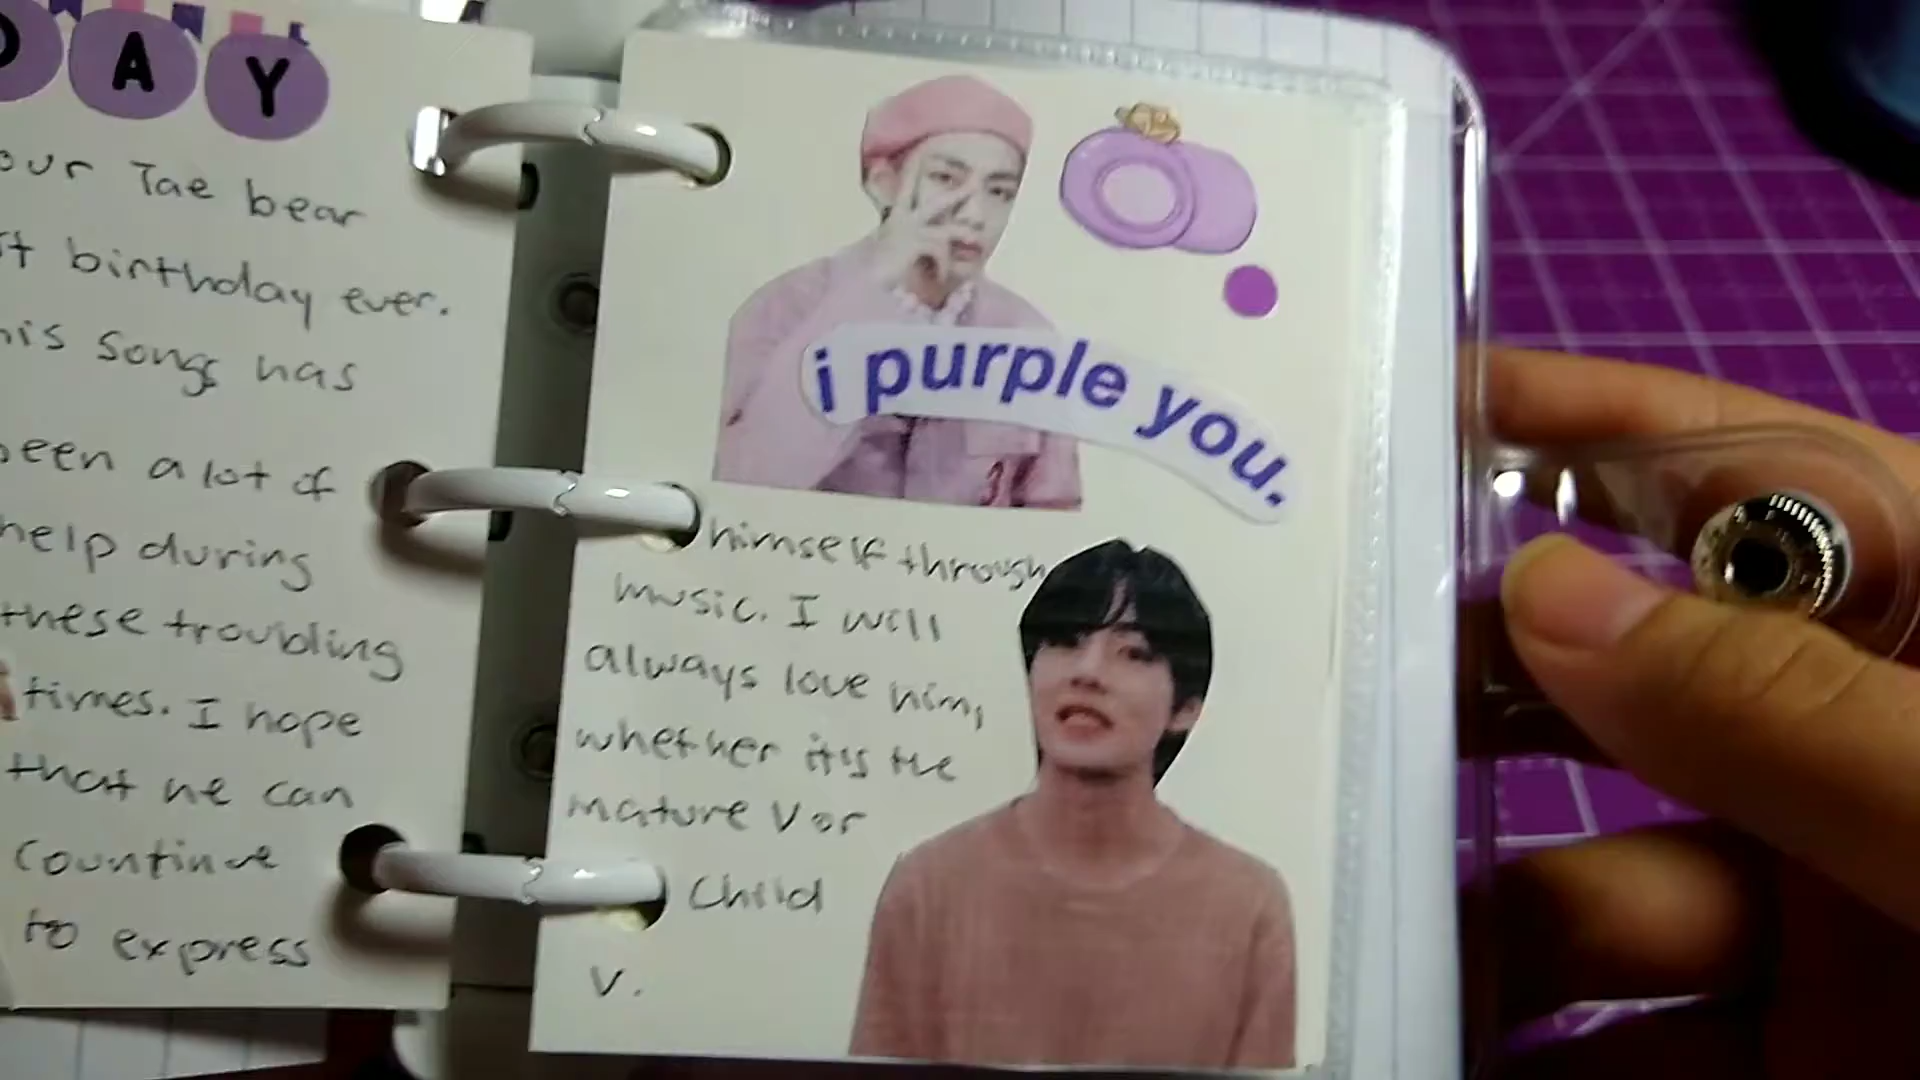 DAY
our Tae bear
st birthday ever.
his songs has
been a lot of
help during
these troubling
times. I hope
that he can
countinue
to express
i purple you.
himself through
music. I will
always love him,
whether it's the
mature V or
child
V.